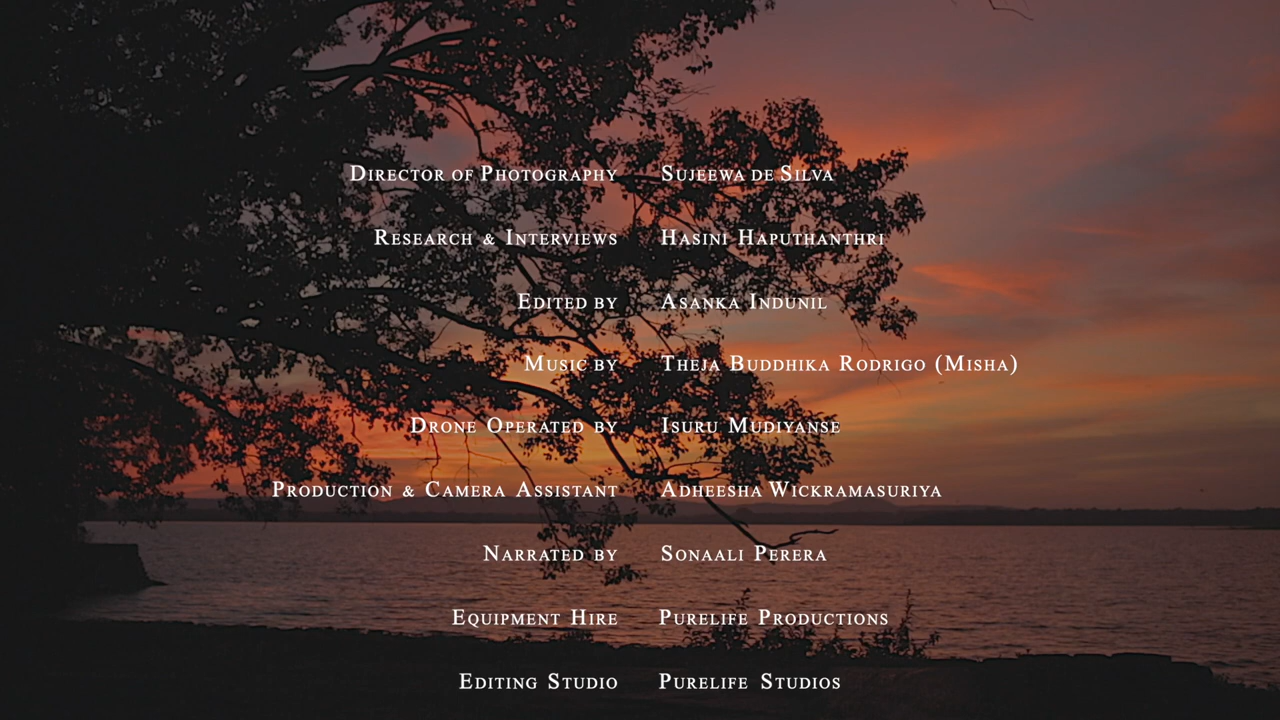 Director of Photography Sujeewa de Silva
Research & Interviews Hasini Haputhanthri
Edited by Asanka Indunil
Music by Theja Buddhika Rodrigo (Misha)
Drone Operated by Isuru Mudiyanse
Production & Camera Assistant Adheesha Wickramasuriya
Narrated by Sonaali Perera
Equipment Hire Purelife Productions
Editing Studio Purelife Studios